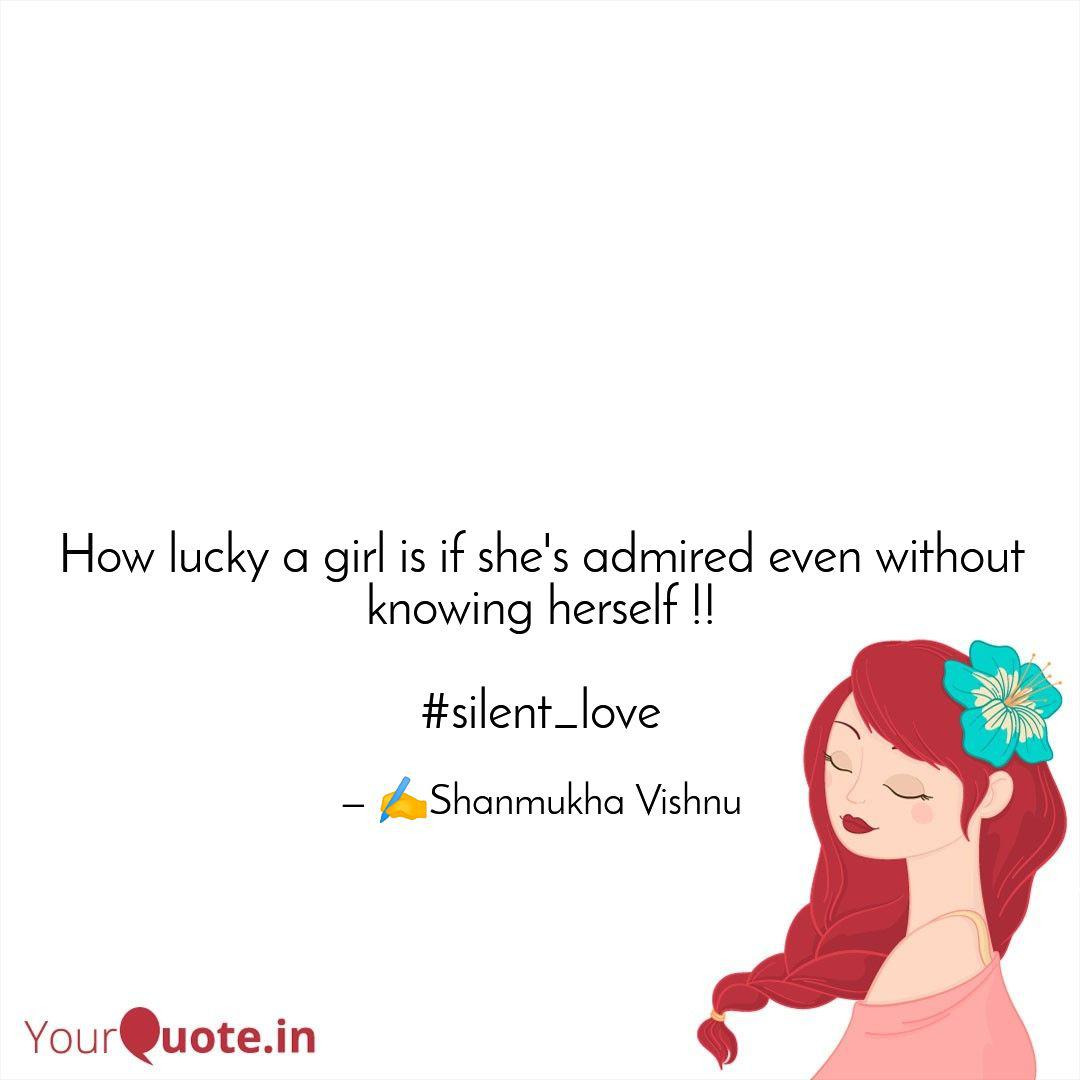 How lucky a girl is if she's admired even without
knowing herself !!
#silent_love
– ✍️Shanmukha Vishnu
YourQuote.in